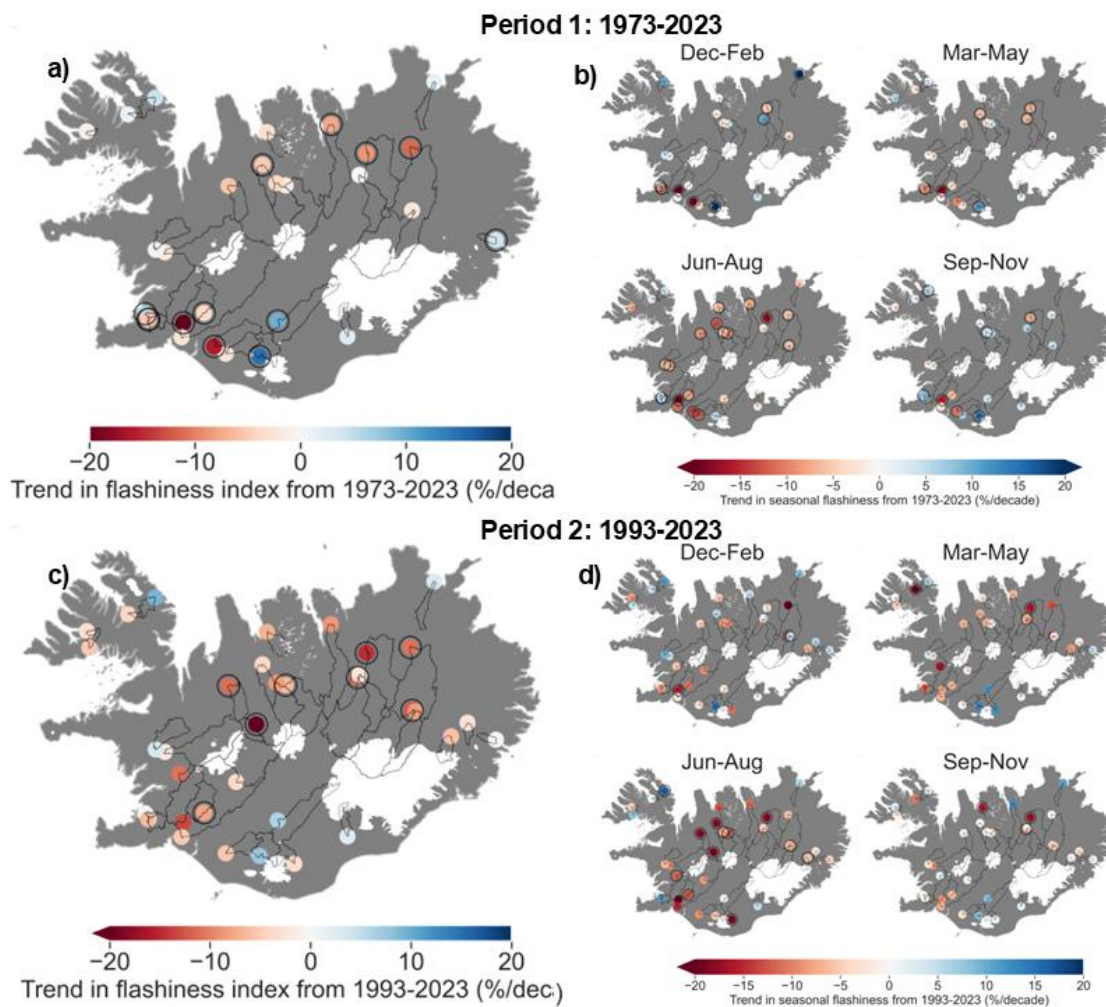 Period 1: 1973-2023
a)
b)
Dec-Feb
Mar-May
Jun-Aug
Sep-Nov
−20
−10
0
10
20
Trend in flashiness index from 1973-2023 (%/deca
−20
−15
−10
−5
0
5
10
15
20
Trend in seasonal flashiness from 1973-2023 (%/decade)
Period 2: 1993-2023
c)
d)
Dec-Feb
Mar-May
Jun-Aug
Sep-Nov
−20
−10
0
10
20
Trend in flashiness index from 1993-2023 (%/dec
−20
−15
−10
−5
0
5
10
15
20
Trend in seasonal flashiness from 1993-2023 (%/decade)